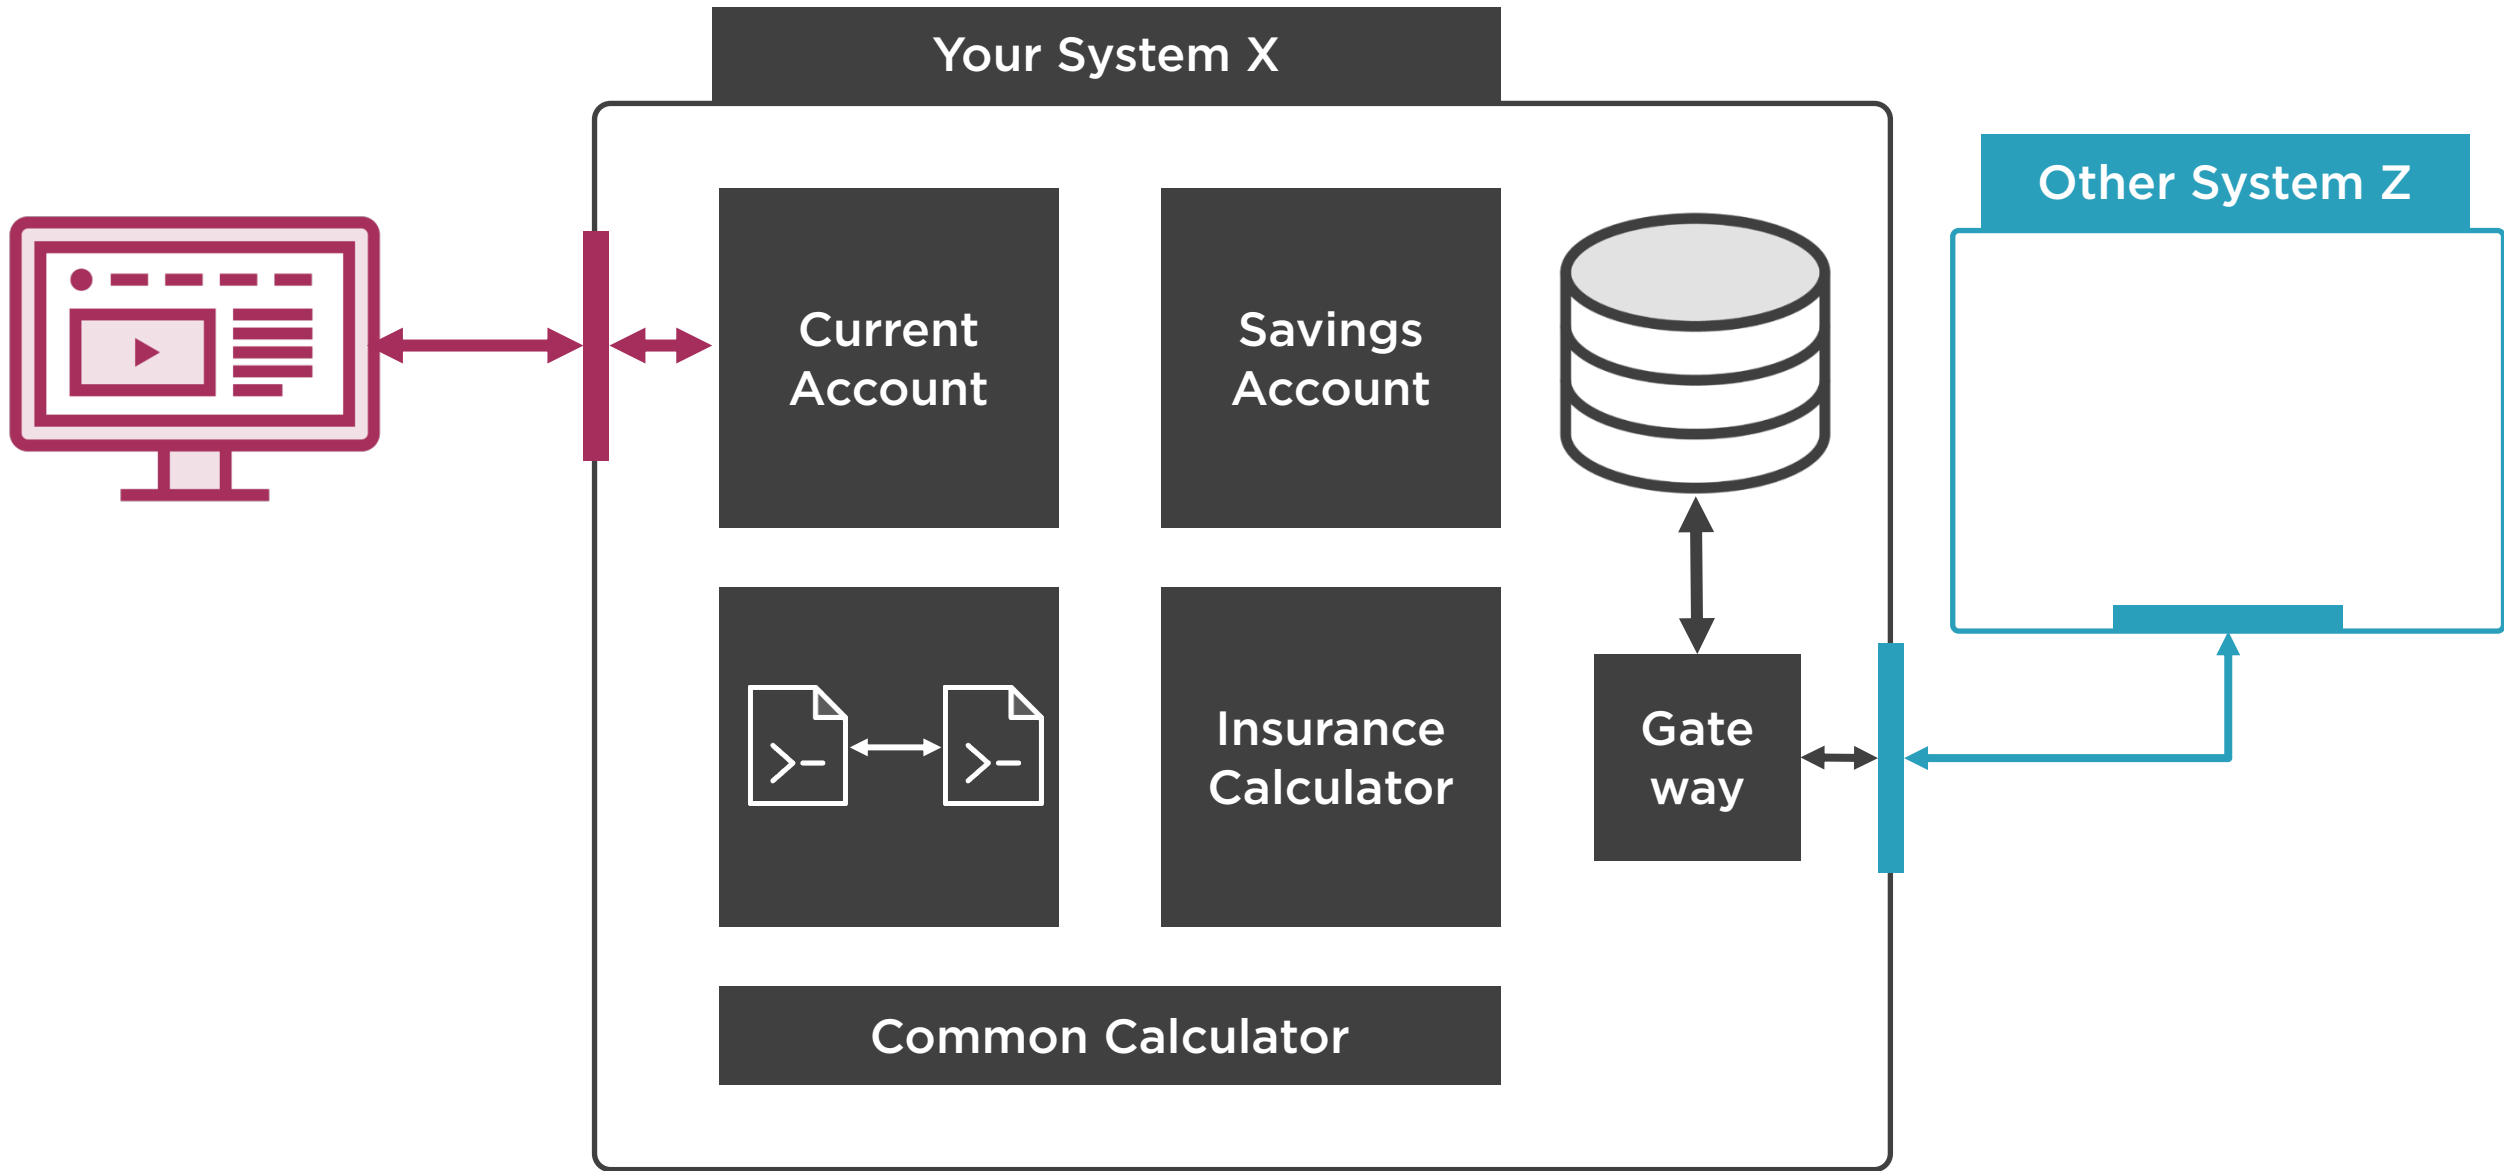 Your System X
Other System Z
Current
Account
Savings
Account
Insurance
Calculator
Gate
way
Common Calculator